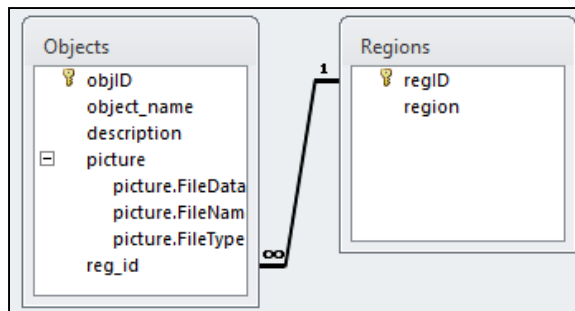 Objects
objID
object_name
description
picture
picture.FileData
picture.FileNam
picture.FileType
reg_id
1
∞
Regions
regID
region